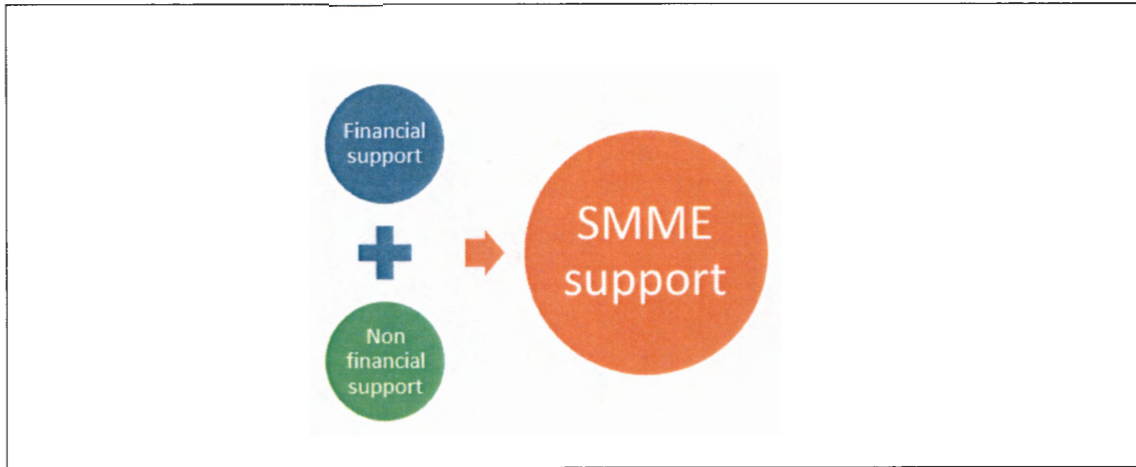 Financial
support
Non
financial
support
SMME
support